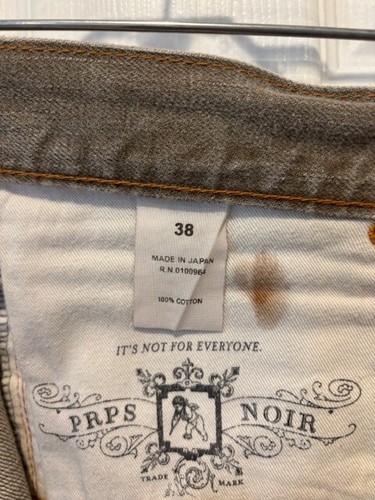 38
MADE IN JAPAN
R.N.0100964
100% COTTON
IT'S NOT FOR EVERYONE.
PRPS NOIR
TRADE MARK